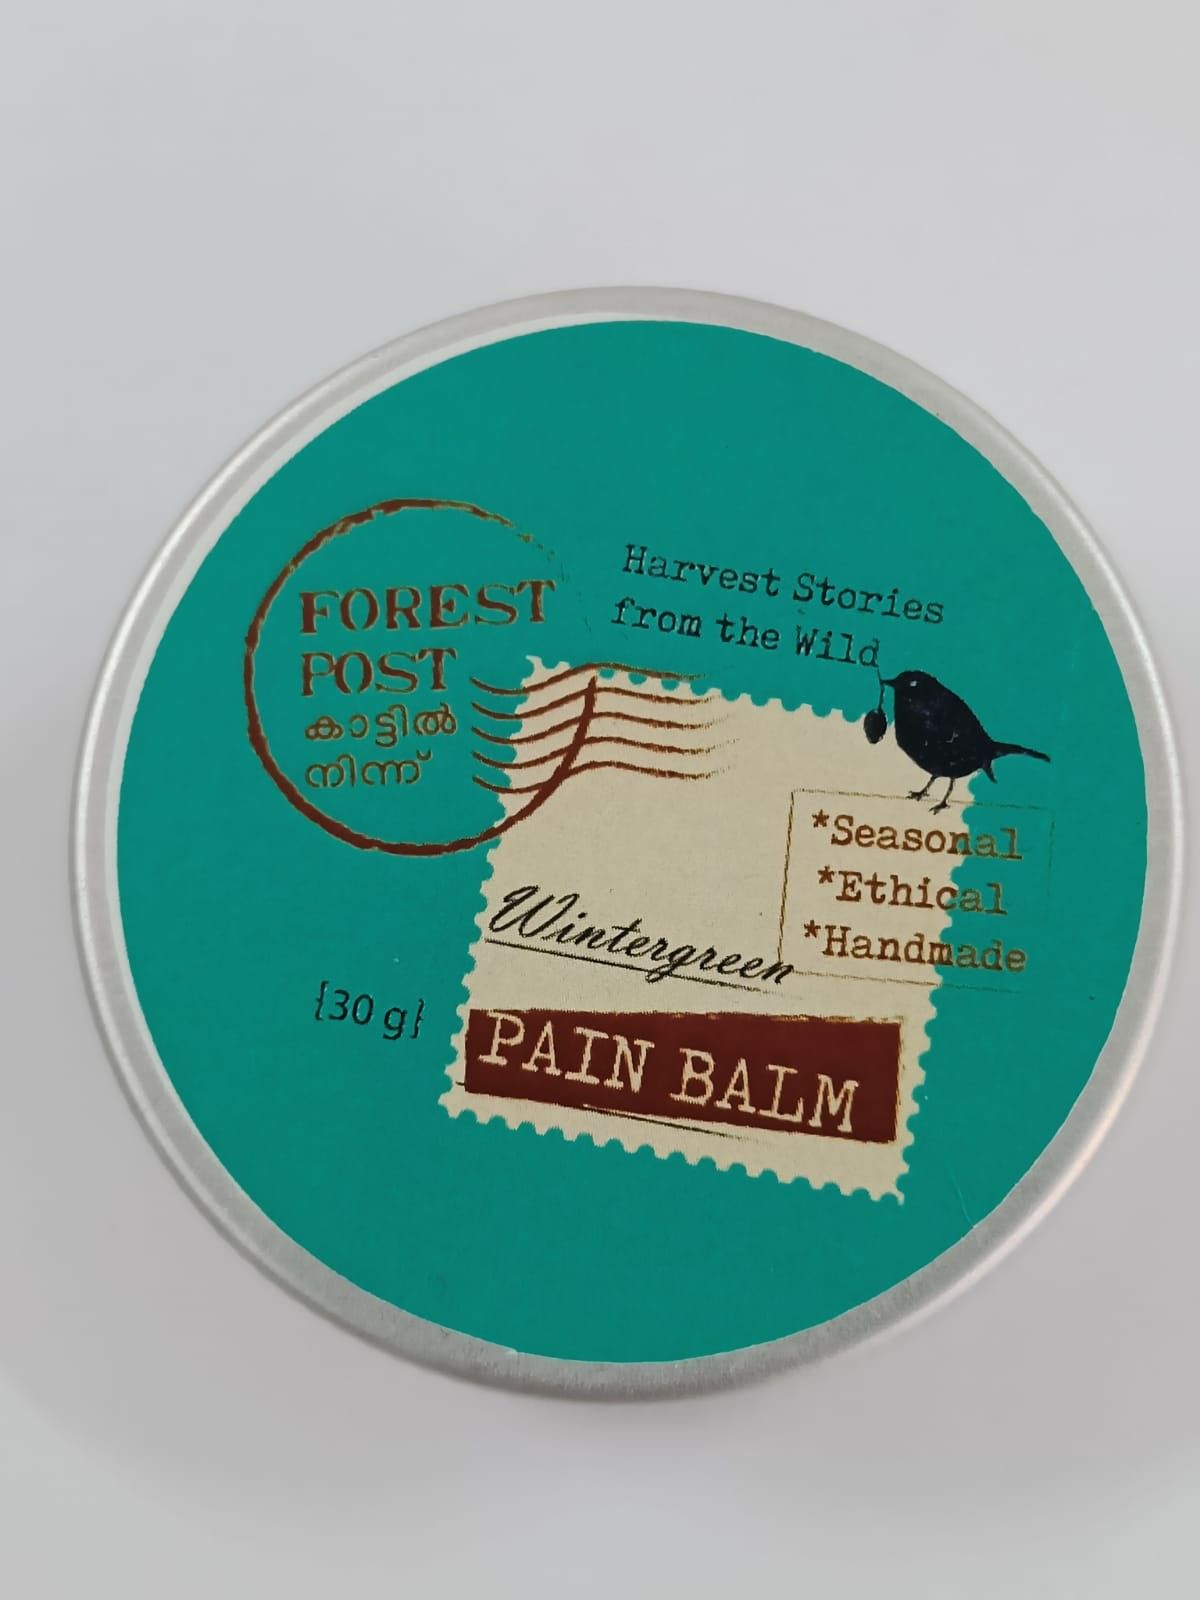 FOREST
POST
കാട്ടിൽ
നിന്ന്
Harvest Stories
from the Wild
*Seasonal
*Ethical
*Handmade
Wintergreen
{30 g}
PAIN BALM